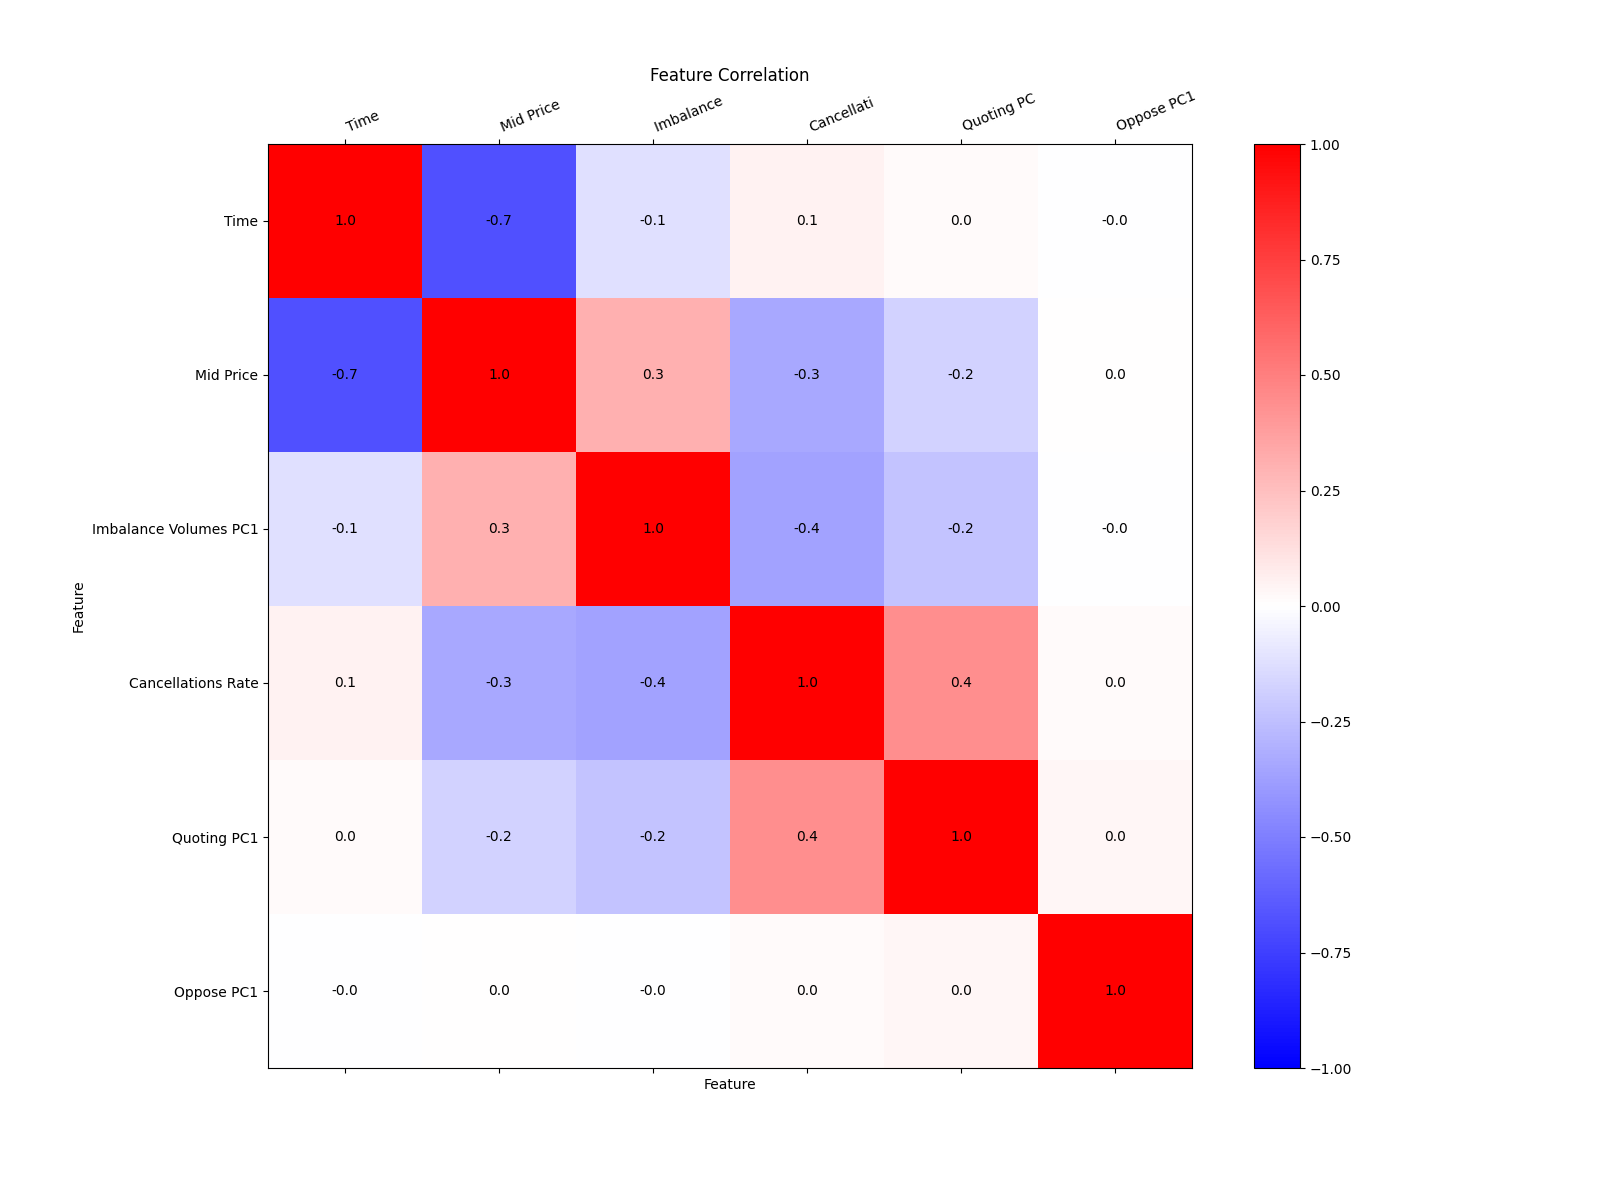 Feature Correlation
Time Mid Price Imbalance Cancellati Quoting PC Oppose PC1
Time 1.0 -0.7 -0.1 0.1 0.0 -0.0
Mid Price -0.7 1.0 0.3 -0.3 -0.2 0.0
Imbalance Volumes PC1 -0.1 0.3 1.0 -0.4 -0.2 -0.0
Cancellations Rate 0.1 -0.3 -0.4 1.0 0.4 0.0
Quoting PC1 0.0 -0.2 -0.2 0.4 1.0 0.0
Oppose PC1 -0.0 0.0 -0.0 0.0 0.0 1.0
Feature
Feature
1.00
0.75
0.50
0.25
0.00
−0.25
−0.50
−0.75
−1.00